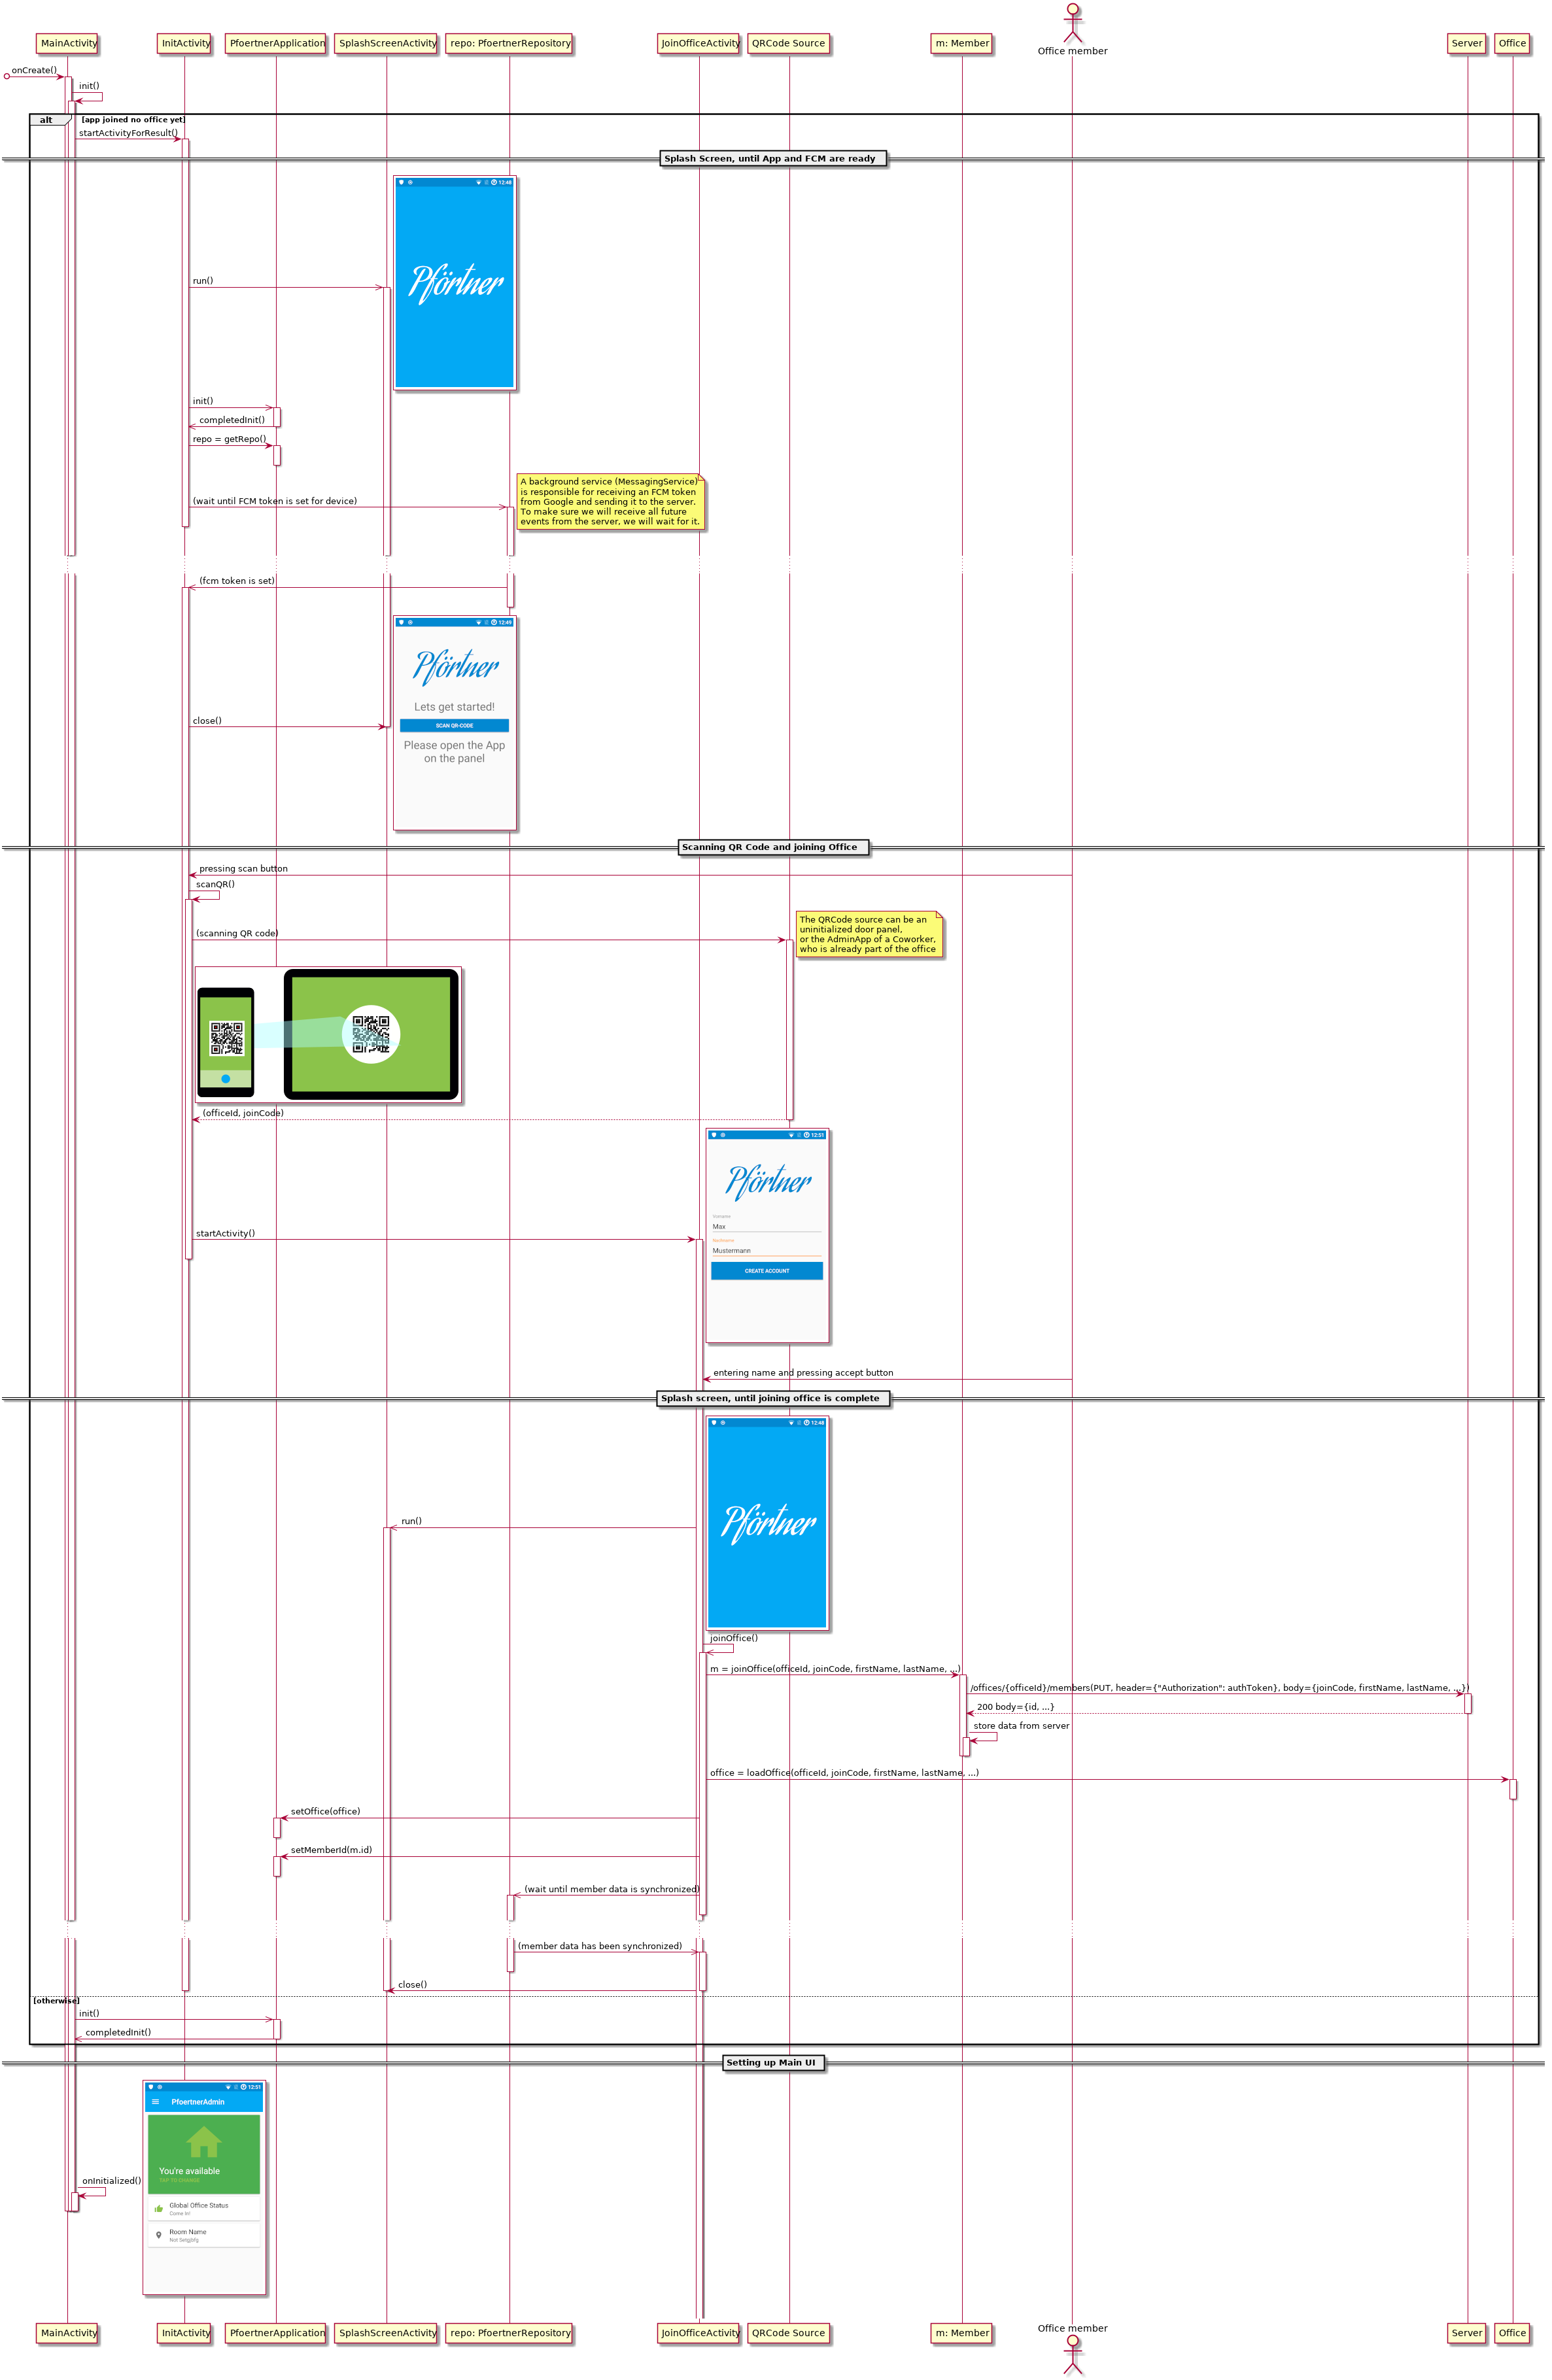 MainActivity
InitActivity
PfoertnerApplication
SplashScreenActivity
repo: PfoertnerRepository
JoinOfficeActivity
QRCode Source
m: Member
Office member
Server
Office
onCreate()
init()
alt
[app joined no office yet]
startActivityForResult()
Splash Screen, until App and FCM are ready
12:48
Pförtner
run()
init()
completedInit()
repo = getRepo()
A background service (MessagingService)
is responsible for receiving an FCM token
from Google and sending it to the server.
To make sure we will receive all future
events from the server, we will wait for it.
(wait until FCM token is set for device)
(fcm token is set)
12:49
Pförtner
Lets get started!
SCAN QR-CODE
Please open the App
on the panel
close()
Scanning QR Code and joining Office
pressing scan button
scanQR()
The QRCode source can be an
uninitialized door panel,
or the AdminApp of a Coworker,
who is already part of the office
(scanning QR code)
(officeId, joinCode)
12:51
Pförtner
Vorname
Max
Nachname
Mustermann
CREATE ACCOUNT
startActivity()
entering name and pressing accept button
Splash screen, until joining office is complete
12:48
Pförtner
run()
joinOffice()
m = joinOffice(officeId, joinCode, firstName, lastName, ...)
/offices/{officeId}/members(PUT, header={"Authorization": authToken}, body={joinCode, firstName, lastName, ...})
200 body={id, ...}
store data from server
office = loadOffice(officeId, joinCode, firstName, lastName, ...)
setOffice(office)
setMemberId(m.id)
(wait until member data is synchronized)
(member data has been synchronized)
close()
[otherwise]
init()
completedInit()
Setting up Main UI
12:51
PfoertnerAdmin
You're available
TAP TO CHANGE
onInitialized()
Global Office Status
Come in!
Room Name
MainActivity
InitActivity
PfoertnerApplication
SplashScreenActivity
repo: PfoertnerRepository
JoinOfficeActivity
QRCode Source
m: Member
Office member
Server
Office